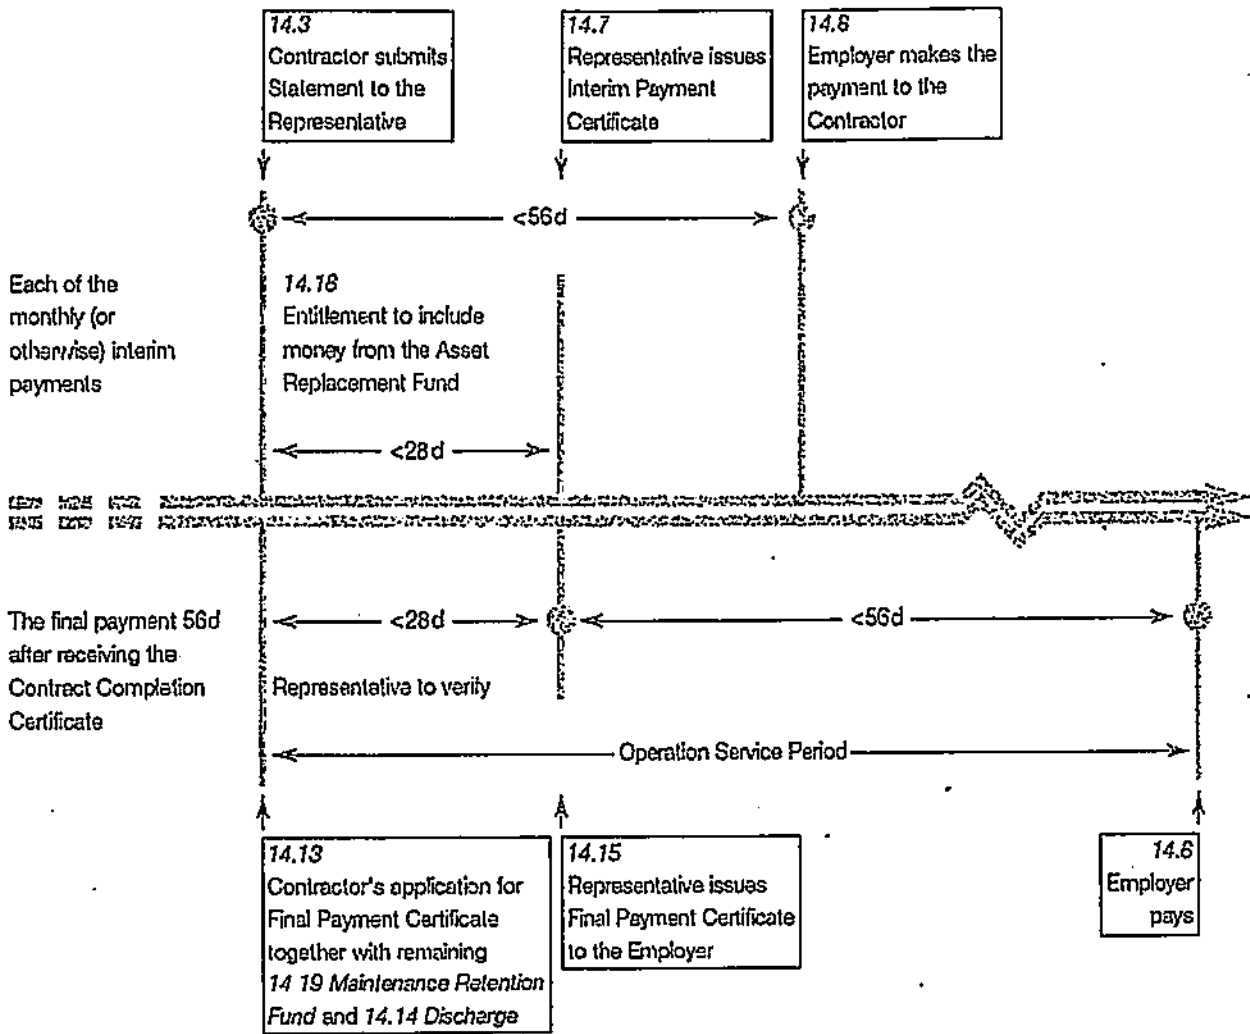 14.3
Contractor submits
Statement to the
Representative
14.7
Representative issues
Interim Payment
Certificate
14.8
Employer makes the
payment to the
Contractor
<56d
Each of the
monthly (or
otherwise) interim
payments
14.18
Entitlement to include
money from the Asset
Replacement Fund
<28d
The final payment 56d
after receiving the
Contract Completion
Certificate
<28d
<56d
Representative to verify
Operation Service Period
14.13
Contractor's application for
Final Payment Certificate
together with remaining
14 19 Maintenance Retention
Fund and 14.14 Discharge
14.15
Representative issues
Final Payment Certificate
to the Employer
14.8
Employer
pays